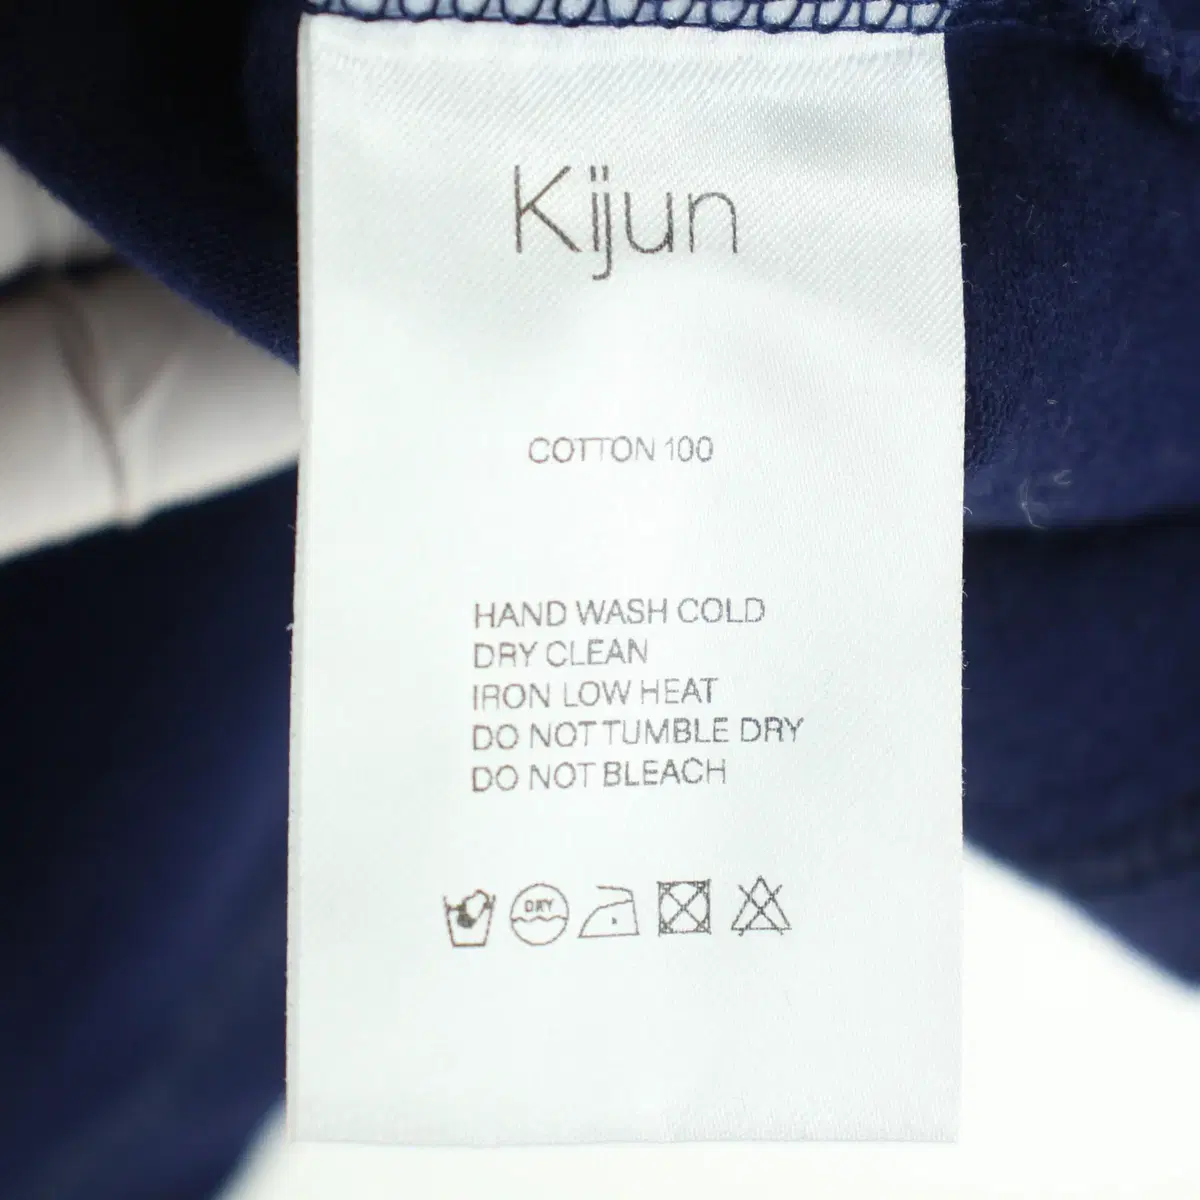 Kijun
COTTON 100
HAND WASH COLD
DRY CLEAN
IRON LOW HEAT
DO NOT TUMBLE DRY
DO NOT BLEACH
DRY